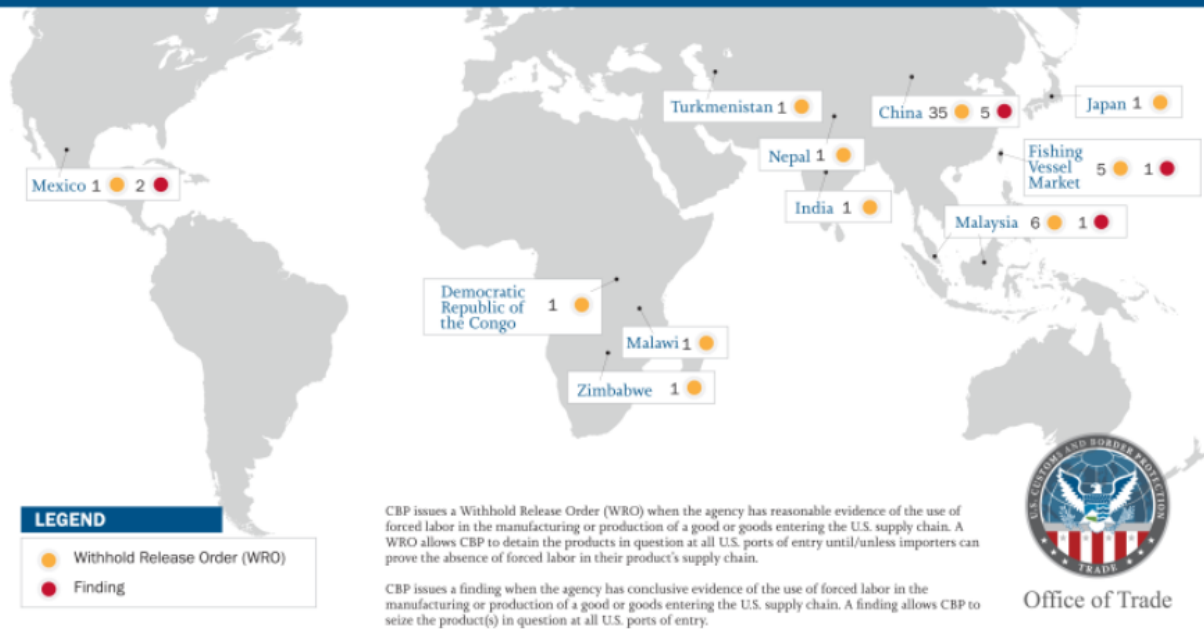 Turkmenistan 1
China 35 5
Japan 1
Nepal 1
Fishing
Vessel
Market
5 1
Mexico 1 2
India 1
Malaysia 6 1
Democratic
Republic of
the Congo
1
Malawi 1
Zimbabwe 1
LEGEND
Withhold Release Order (WRO)
Finding
CBP issues a Withhold Release Order (WRO) when the agency has reasonable evidence of the use of
forced labor in the manufacturing or production of a good or goods entering the U.S. supply chain. A
WRO allows CBP to detain the products in question at all U.S. ports of entry until/unless importers can
prove the absence of forced labor in their product's supply chain.
CBP issues a finding when the agency has conclusive evidence of the use of forced labor in the
manufacturing or production of a good or goods entering the U.S. supply chain. A finding allows CBP to
seize the product(s) in question at all U.S. ports of entry.
U.S. CUSTOMS AND BORDER PROTECTION
TRADE
Office of Trade